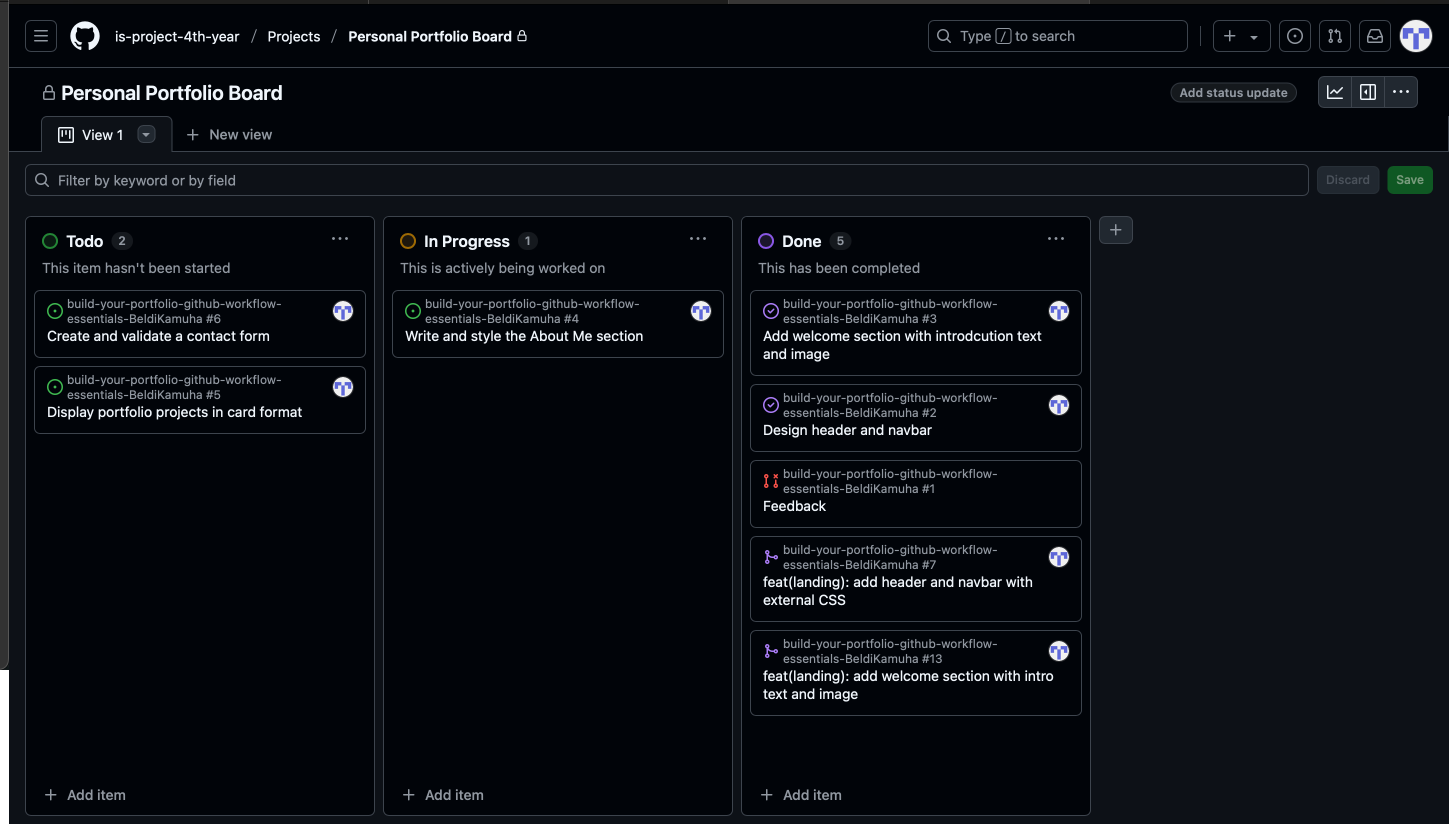 is-project-4th-year / Projects / Personal Portfolio Board
Type / to search
Personal Portfolio Board
Add status update
View 1
New view
Filter by keyword or by field
Discard
Save
Todo 2
This item hasn't been started
build-your-portfolio-github-workflow-
essentials-BeldiKamuha #6
Create and validate a contact form
build-your-portfolio-github-workflow-
essentials-BeldiKamuha #5
Display portfolio projects in card format
Add item
In Progress 1
This is actively being worked on
build-your-portfolio-github-workflow-
essentials-BeldiKamuha #4
Write and style the About Me section
Add item
Done 5
This has been completed
build-your-portfolio-github-workflow-
essentials-BeldiKamuha #3
Add welcome section with introdcution text
and image
build-your-portfolio-github-workflow-
essentials-BeldiKamuha #2
Design header and navbar
build-your-portfolio-github-workflow-
essentials-BeldiKamuha #1
Feedback
build-your-portfolio-github-workflow-
essentials-BeldiKamuha #7
feat(landing): add header and navbar with
external CSS
build-your-portfolio-github-workflow-
essentials-BeldiKamuha #13
feat(landing): add welcome section with intro
text and image
Add item